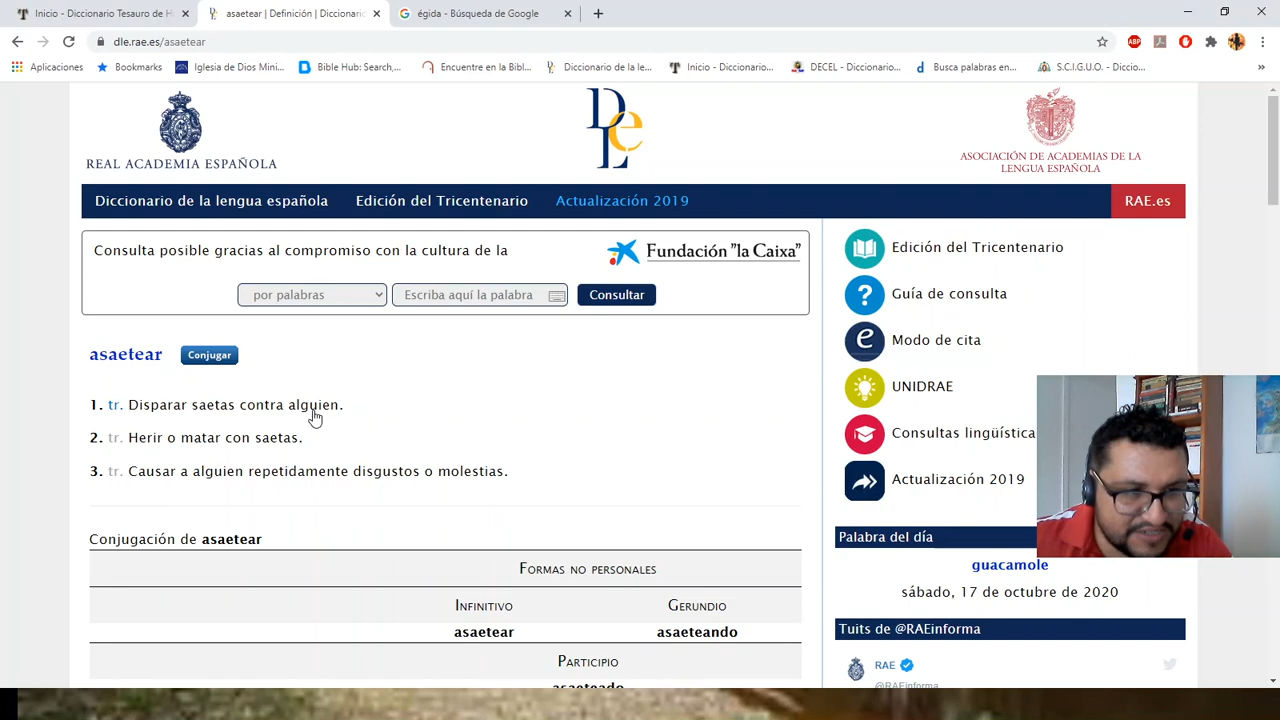 Inicio - Diccionario Tesauro de H
asaetear | Definición | Diccionario
égida - Búsqueda de Google
dle.rae.es/asaetear
ABP
Aplicaciones
Bookmarks
Iglesia de Dios Mini...
Bible Hub: Search,...
Encuentre en la Bibl...
Diccionario de la le...
Inicio - Diccionario...
DECEL - Diccionario...
Busca palabras en...
S.C.I.G.U.O. - Diccio...
REAL ACADEMIA ESPAÑOLA
DLe
ASOCIACIÓN DE ACADEMIAS DE LA
LENGUA ESPAÑOLA
Diccionario de la lengua española
Edición del Tricentenario
Actualización 2019
RAE.es
Consulta posible gracias al compromiso con la cultura de la
Fundación "la Caixa"
por palabras
Escriba aquí la palabra
Consultar
asaetear
Conjugar
1. tr. Disparar saetas contra alguien.
2. tr. Herir o matar con saetas.
3. tr. Causar a alguien repetidamente disgustos o molestias.
Conjugación de asaetear
Formas no personales
Infinitivo
Gerundio
asaetear
asaeteando
Participio
asaeteado
Edición del Tricentenario
Guía de consulta
Modo de cita
UNIDRAE
Consultas lingüística
Actualización 2019
Palabra del día
guacamole
sábado, 17 de octubre de 2020
Tuits de @RAEinforma
RAE
@RAEinforma